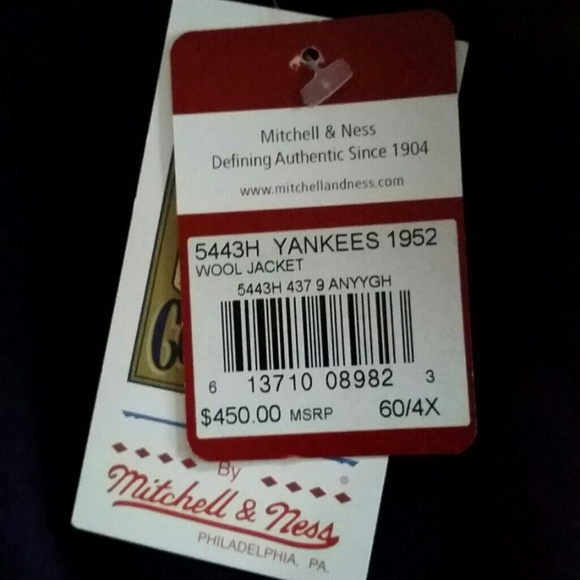 Mitchell & Ness
Defining Authentic Since 1904
www.mitchellandness.com
5443H YANKEES 1952
WOOL JACKET
5443H 437 9 ANYYGH
6 13710 08982 3
$450.00 MSRP 60/4X
By
Mitchell & Ness
®
PHILADELPHIA, PA.